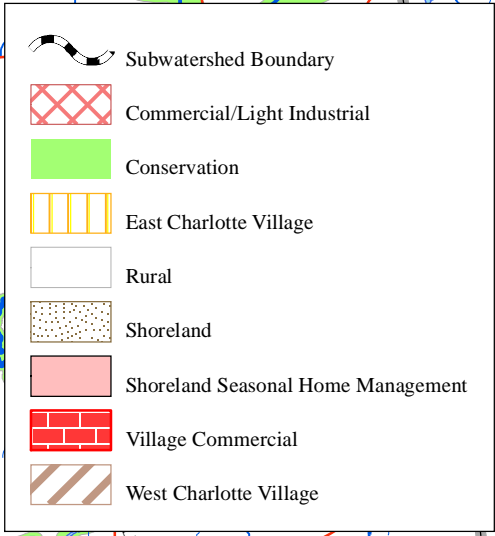 Subwatershed Boundary
Commercial/Light Industrial
Conservation
East Charlotte Village
Rural
Shoreland
Shoreland Seasonal Home Management
Village Commercial
West Charlotte Village